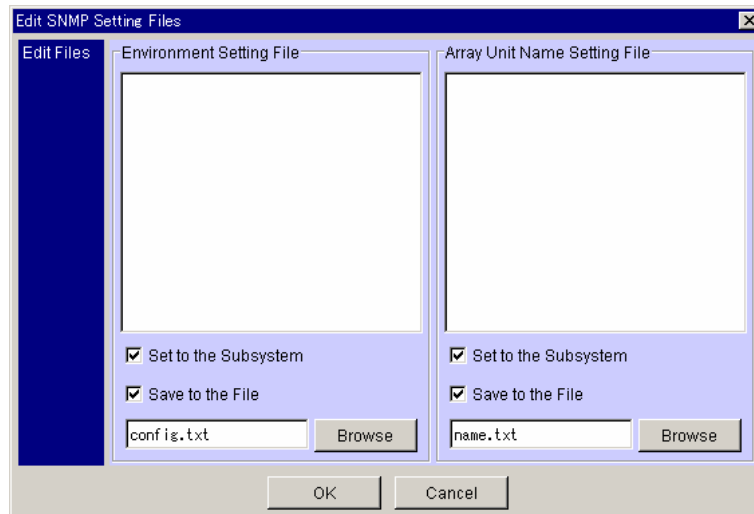 Edit SNMP Setting Files
Edit Files
Environment Setting File
Set to the Subsystem
Save to the File
config.txt
Browse
Array Unit Name Setting File
Set to the Subsystem
Save to the File
name.txt
Browse
OK
Cancel